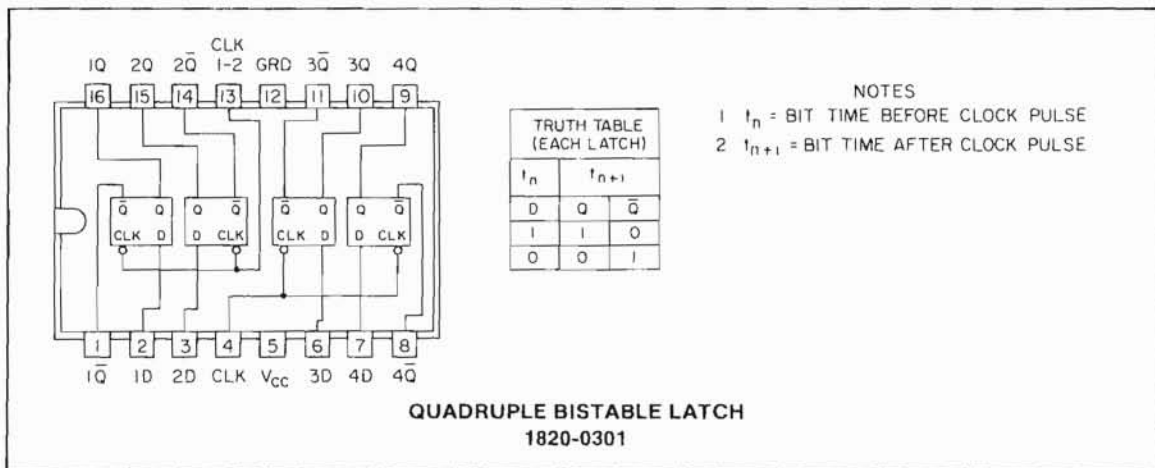 CLK
1Q 2Q 2Q̅ 1-2 GRD 3Q̅ 3Q 4Q
16 15 14 13 12 11 10 9
Q̅ Q Q Q̅ Q̅ Q Q Q̅
CLK D D CLK CLK D D CLK
1 2 3 4 5 6 7 8
1Q̅ 1D 2D CLK VCC 3D 4D 4Q̅
TRUTH TABLE
(EACH LATCH)
tn tn+1
D Q Q̅
1 1 0
0 0 1
NOTES
1 tn = BIT TIME BEFORE CLOCK PULSE
2 tn+1 = BIT TIME AFTER CLOCK PULSE
QUADRUPLE BISTABLE LATCH
1820-0301